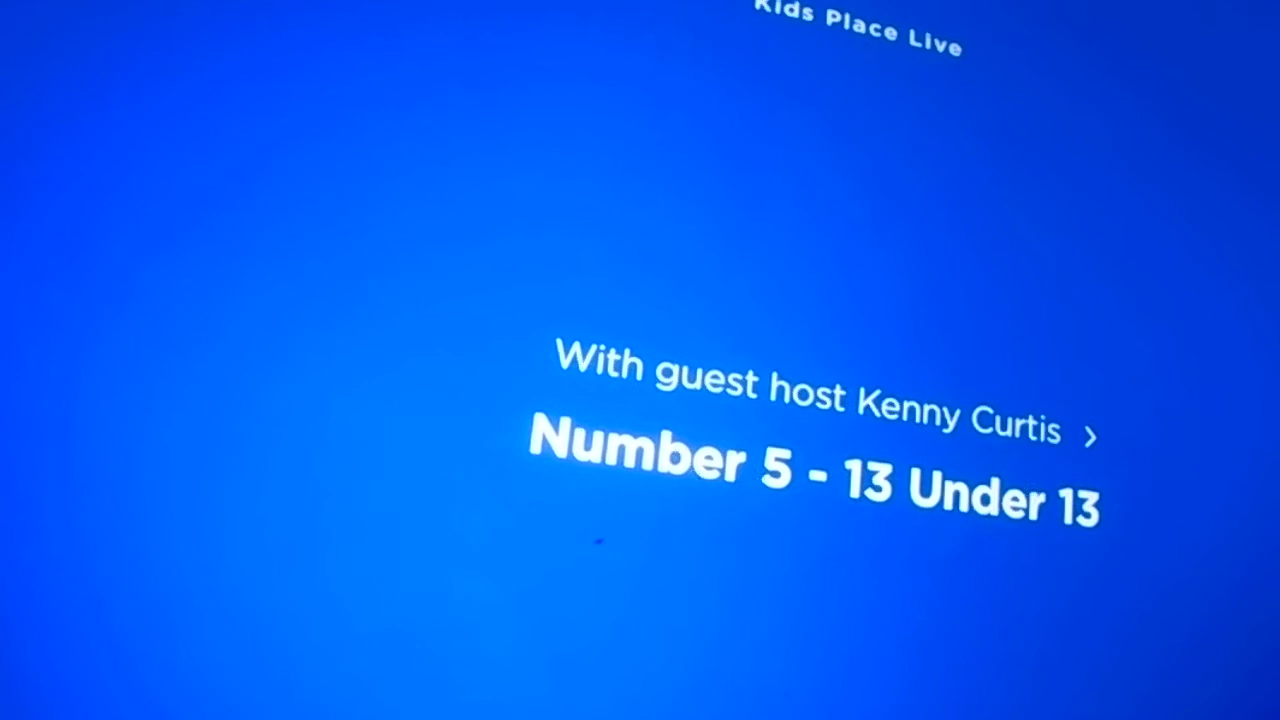 Kids Place Live
With guest host Kenny Curtis >
Number 5 - 13 Under 13